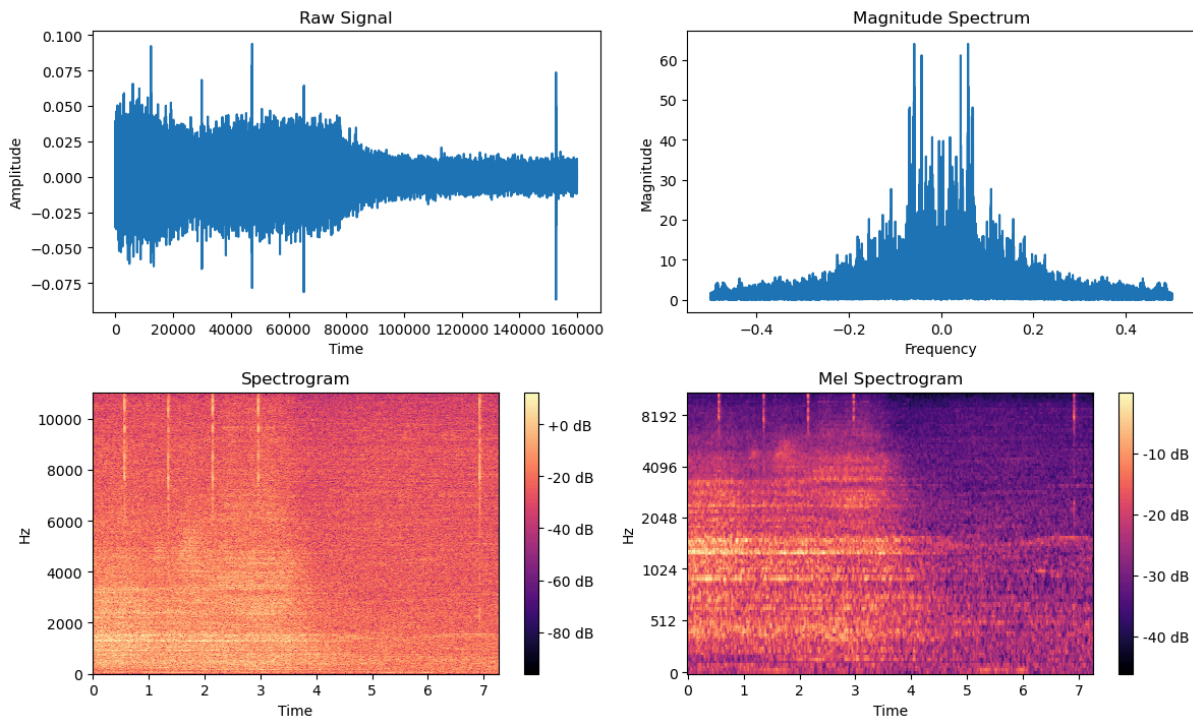 Raw Signal
0.100
0.075
0.050
0.025
0.000
−0.025
−0.050
−0.075
Amplitude
0 20000 40000 60000 80000 100000 120000 140000 160000
Time
Magnitude Spectrum
60
50
40
30
20
10
0
Magnitude
−0.4 −0.2 0.0 0.2 0.4
Frequency
Spectrogram
10000
8000
6000
4000
2000
0
Hz
0 1 2 3 4 5 6 7
Time
+0 dB
-20 dB
-40 dB
-60 dB
-80 dB
Mel Spectrogram
8192
4096
2048
1024
512
0
Hz
0 1 2 3 4 5 6 7
Time
-10 dB
-20 dB
-30 dB
-40 dB